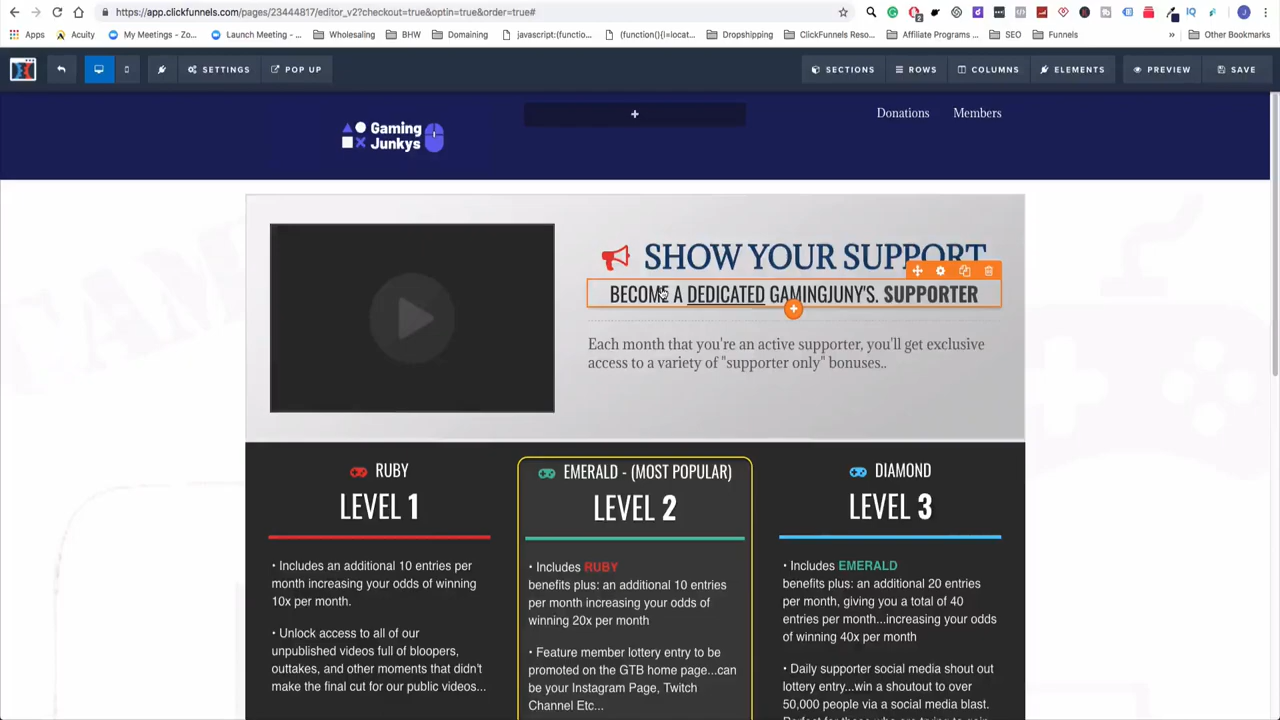 https://app.clickfunnels.com/pages/23444817/editor_v2?checkout=true&optin=true&order=true#
Apps Acuity My Meetings - Zo... Launch Meeting - ... Wholesaling BHW Domaining javascript:(functio... (function(){l=locat... Dropshipping ClickFunnels Reso... Affiliate Programs ... SEO Funnels » Other Bookmarks
SETTINGS POP UP SECTIONS ROWS COLUMNS ELEMENTS PREVIEW SAVE
Gaming
Junkys
Donations Members
SHOW YOUR SUPPORT
BECOME A DEDICATED GAMINGJUNY'S. SUPPORTER
Each month that you're an active supporter, you'll get exclusive
access to a variety of "supporter only" bonuses..
RUBY
LEVEL 1
• Includes an additional 10 entries per
month increasing your odds of winning
10x per month.
• Unlock access to all of our
unpublished videos full of bloopers,
outtakes, and other moments that didn't
make the final cut for our public videos...
EMERALD - (MOST POPULAR)
LEVEL 2
• Includes RUBY
benefits plus: an additional 10 entries
per month increasing your odds of
winning 20x per month
• Feature member lottery entry to be
promoted on the GTB home page...can
be your Instagram Page, Twitch
Channel Etc...
DIAMOND
LEVEL 3
• Includes EMERALD
benefits plus: an additional 20 entries
per month, giving you a total of 40
entries per month...increasing your odds
of winning 40x per month
• Daily supporter social media shout out
lottery entry...win a shoutout to over
50,000 people via a social media blast.
Perfect for those who are trying to gain